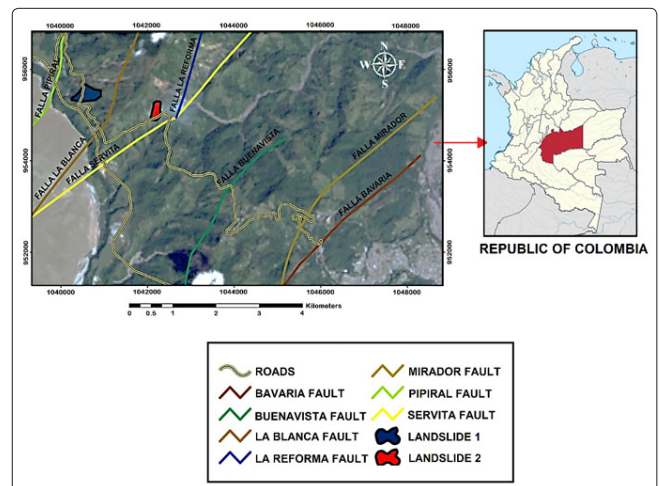 1040000 1042000 1044000 1046000 1048000
956000
954000
952000
956000
954000
952000
FALLA PIPIRAL
FALLA LA REFORMA
FALLA LA BLANCA
FALLA SERVITA
FALLA BUENAVISTA
FALLA MIRADOR
FALLA BAVARIA
N
W E
S
1040000 1042000 1044000 1046000 1048000
Kilometers
0 0.5 1 2 3 4
REPUBLIC OF COLOMBIA
ROADS
BAVARIA FAULT
BUENAVISTA FAULT
LA BLANCA FAULT
LA REFORMA FAULT
MIRADOR FAULT
PIPIRAL FAULT
SERVITA FAULT
LANDSLIDE 1
LANDSLIDE 2